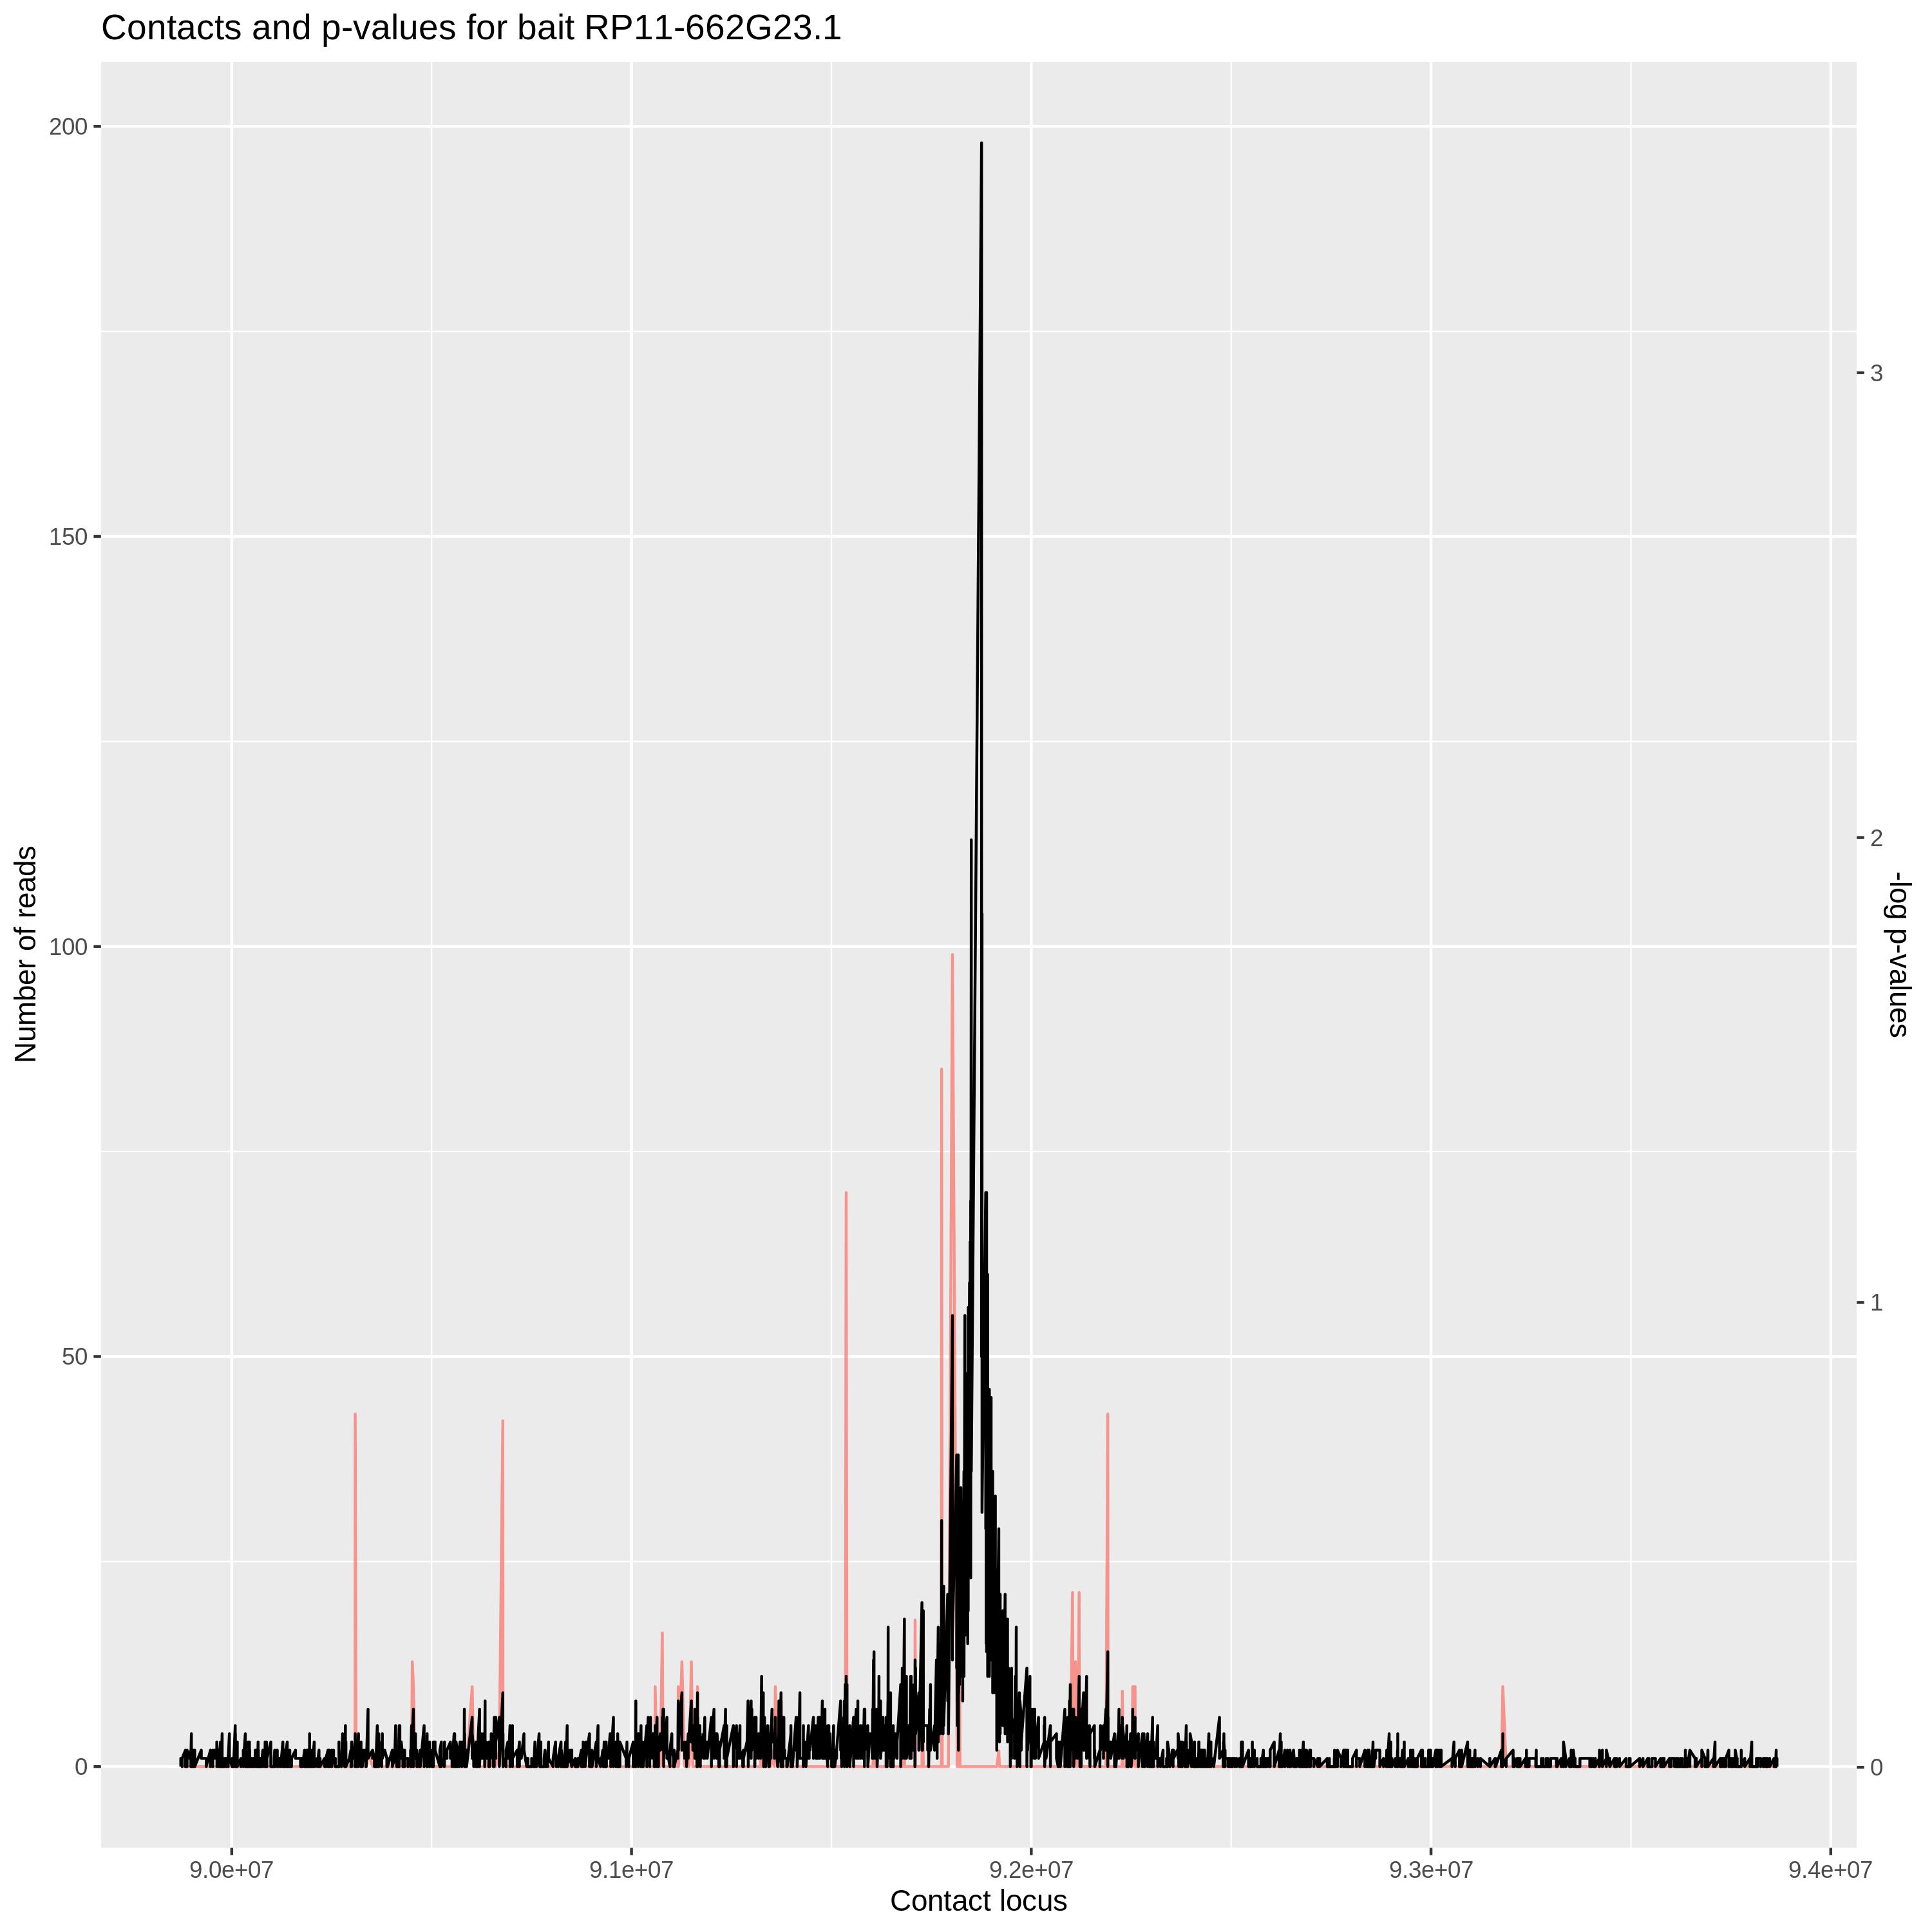 Contacts and p-values for bait RP11-662G23.1
200
150
100
50
0
Number of reads
3
2
1
0
-log p-values
9.0e+07 9.1e+07 9.2e+07 9.3e+07 9.4e+07
Contact locus